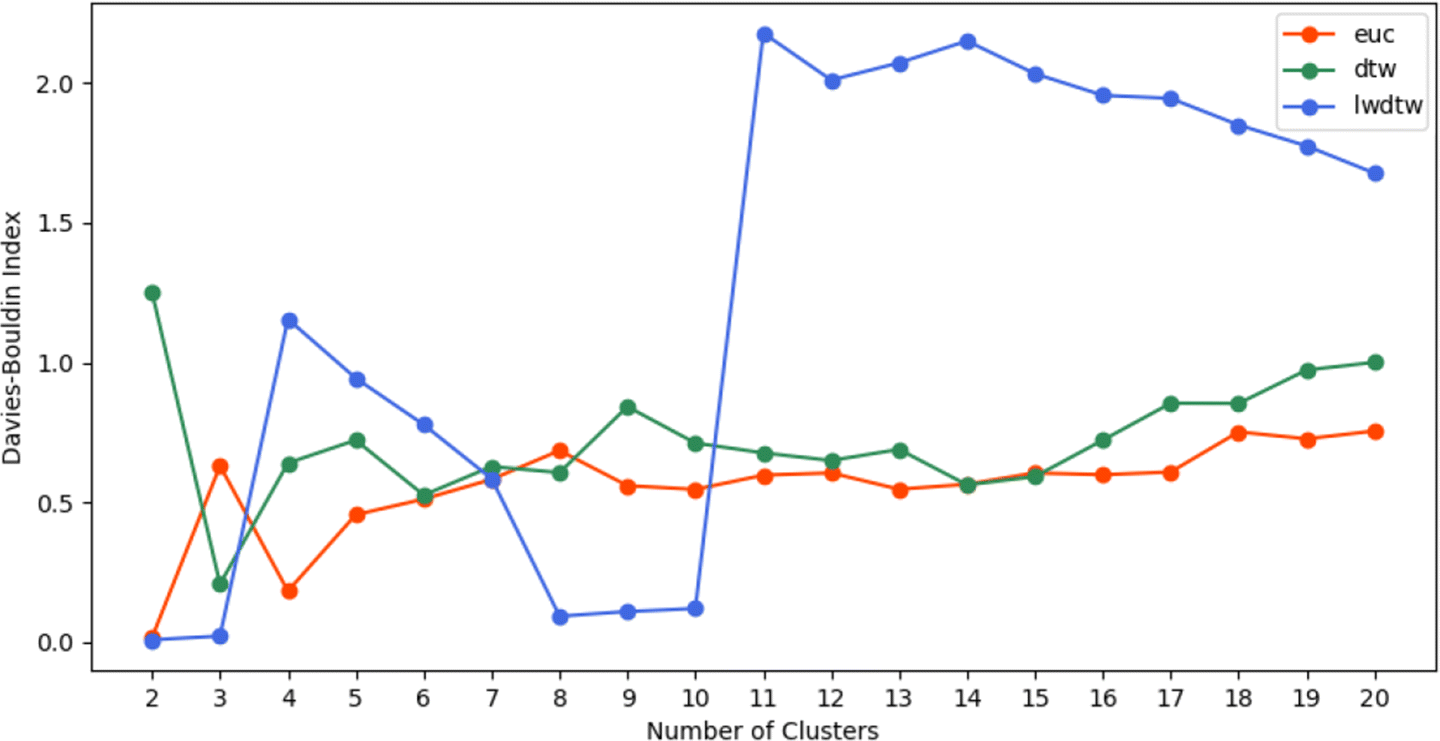 Davies-Bouldin Index
2.0
1.5
1.0
0.5
0.0
euc
dtw
lwdtw
2 3 4 5 6 7 8 9 10 11 12 13 14 15 16 17 18 19 20
Number of Clusters